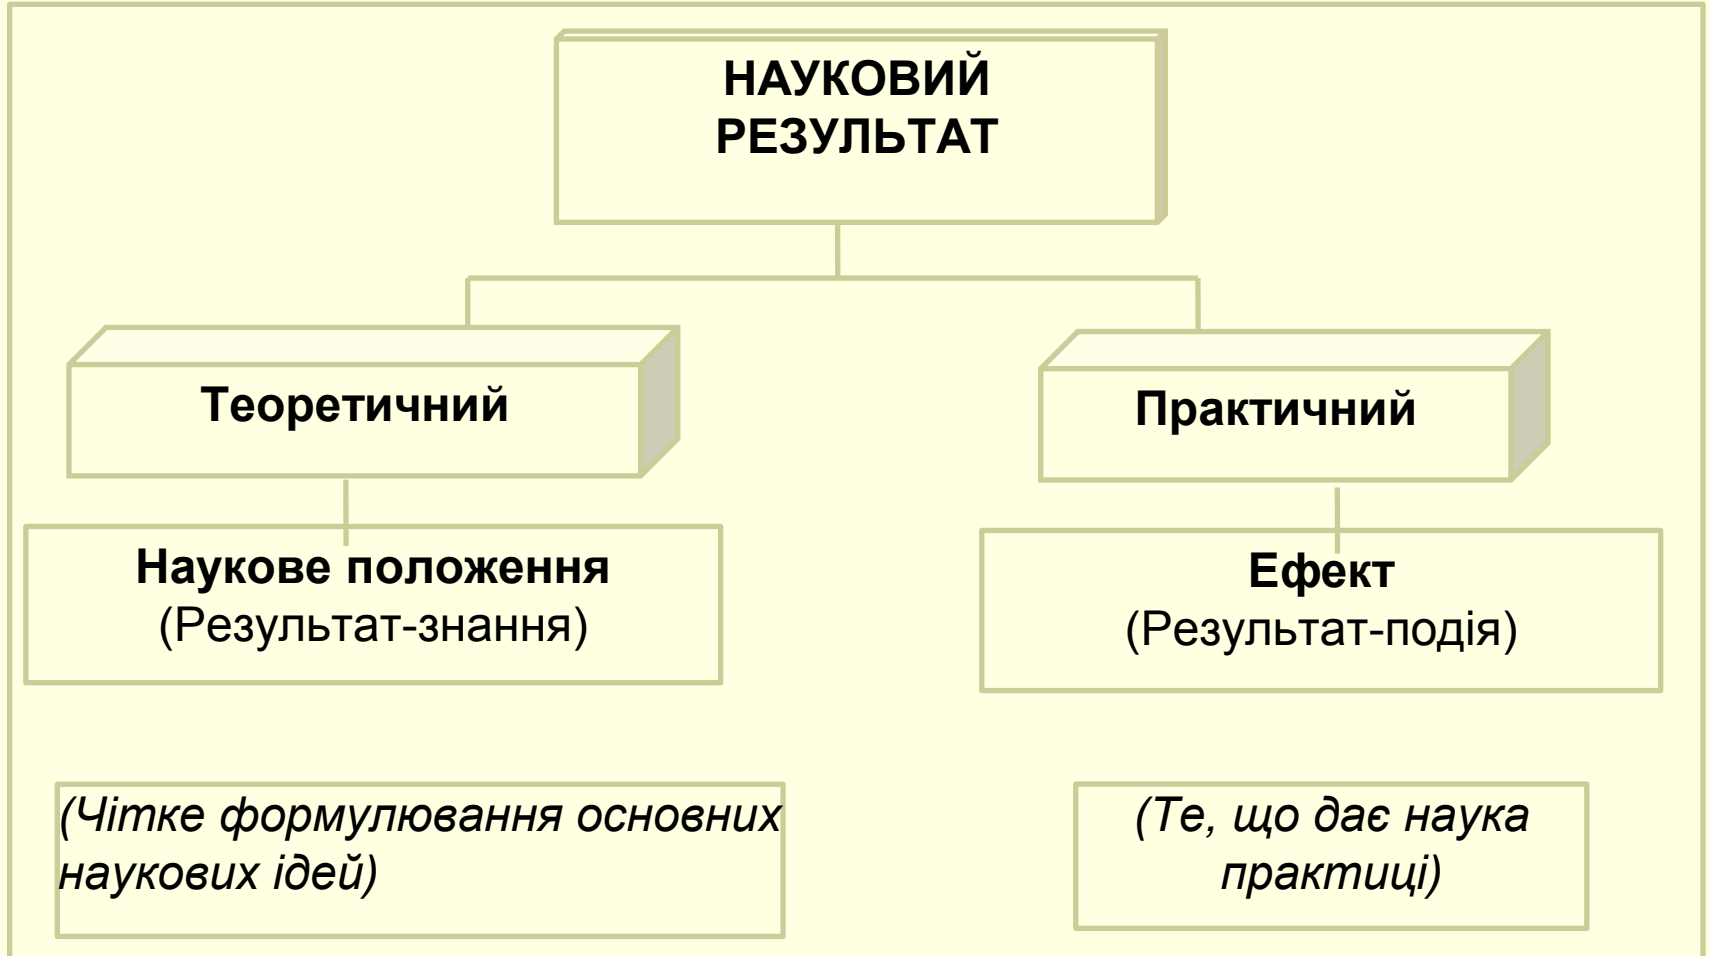 НАУКОВИЙ
РЕЗУЛЬТАТ
Теоретичний
Практичний
Наукове положення
(Результат-знання)
Ефект
(Результат-подія)
(Чітке формулювання основних
наукових ідей)
(Те, що дає наука
практиці)